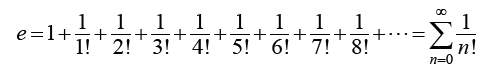 e = 1 + 1/1! + 1/2! + 1/3! + 1/4! + 1/5! + 1/6! + 1/7! + 1/8! + ⋯ = ∑_{n=0}^{∞} 1/n!